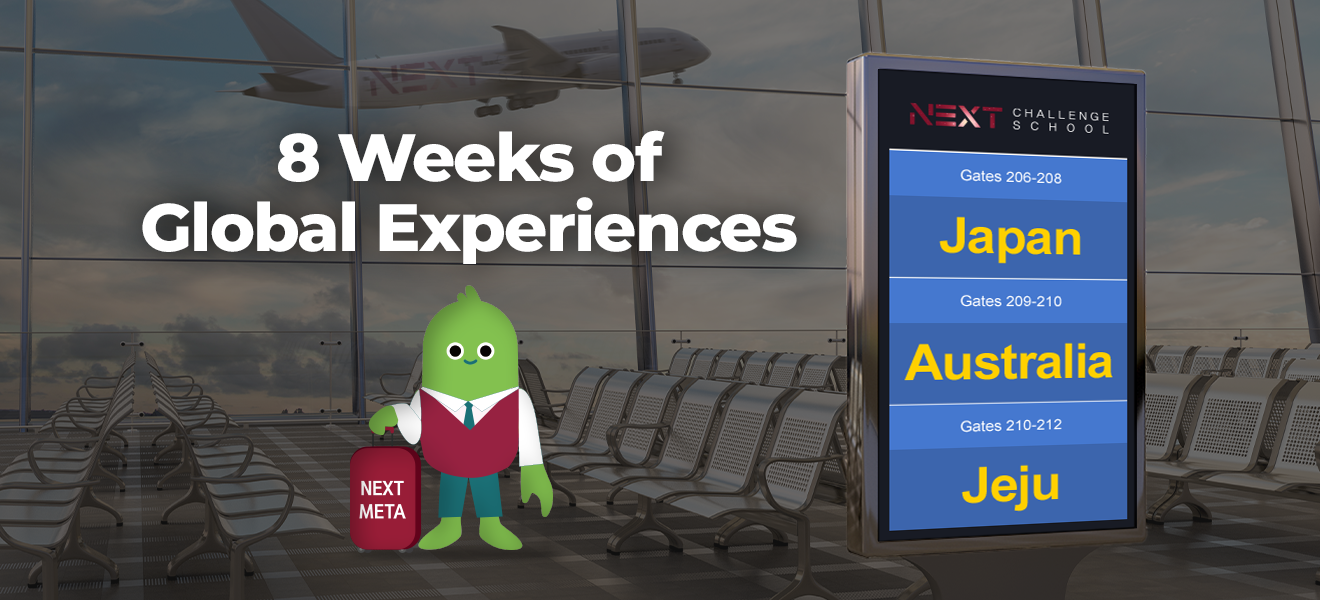 NEXT
8 Weeks of
Global Experiences
NEXT
META
NEXT CHALLENGE
SCHOOL
Gates 206-208
Japan
Gates 209-210
Australia
Gates 210-212
Jeju